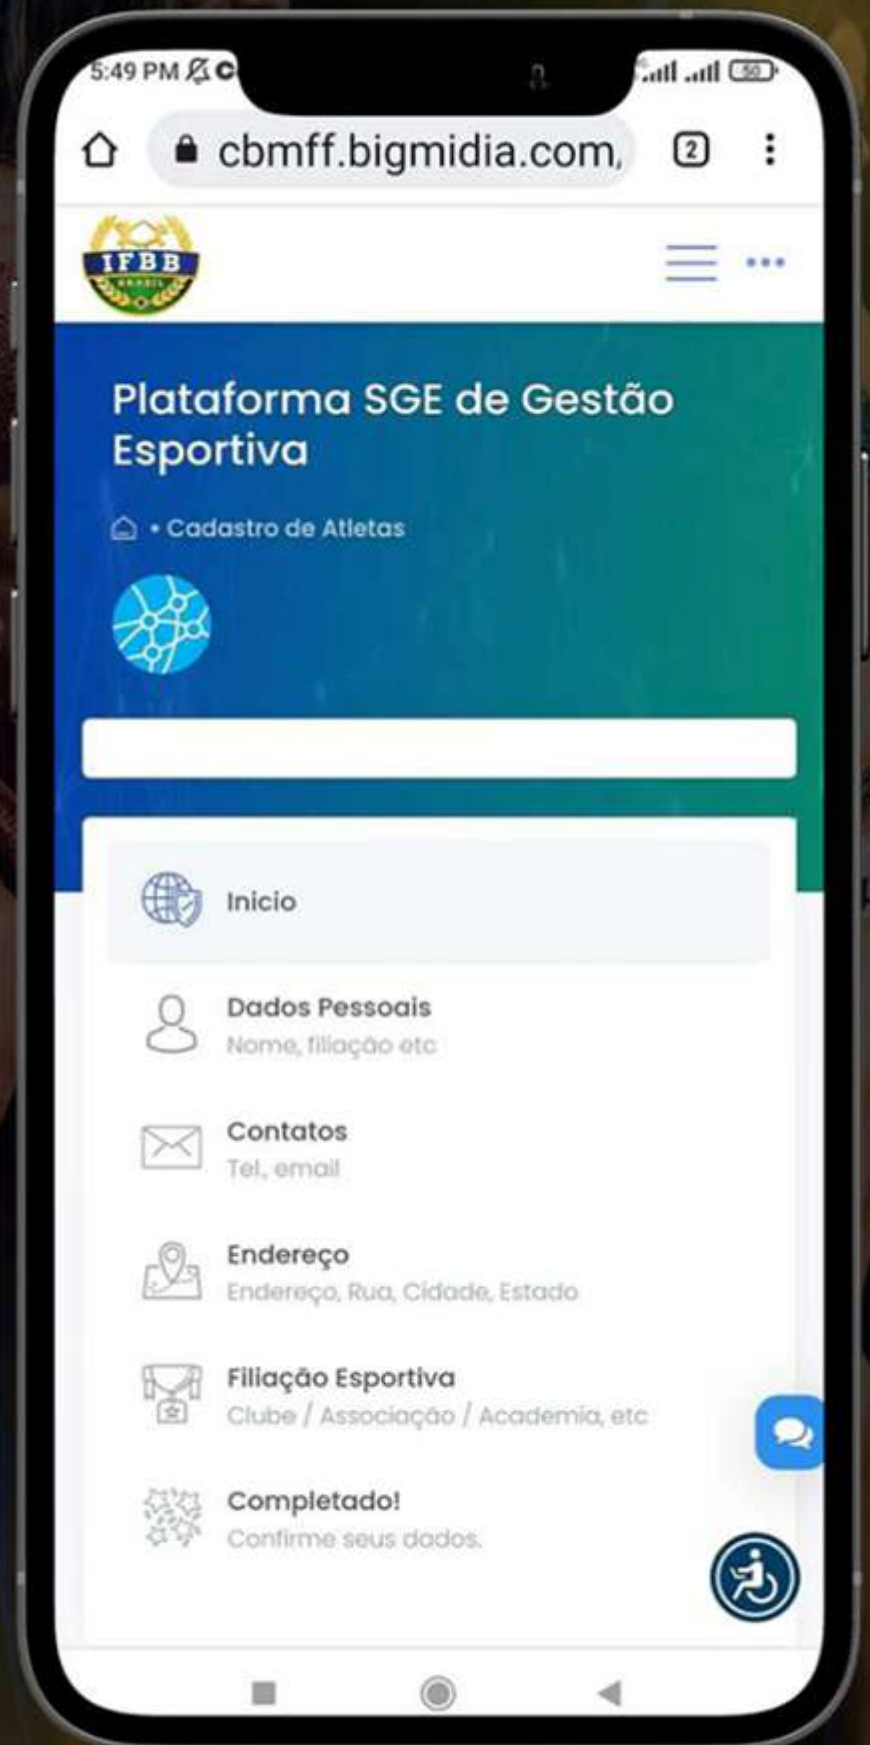 5:49 PM
50
cbmff.bigmidia.com,
2
IFBB
BRASIL
Plataforma SGE de Gestão
Esportiva
• Cadastro de Atletas
Inicio
Dados Pessoais
Nome, filiação etc
Contatos
Tel., email
Endereço
Endereço, Rua, Cidade, Estado
Filiação Esportiva
Clube / Associação / Academia, etc
Completado!
Confirme seus dados.